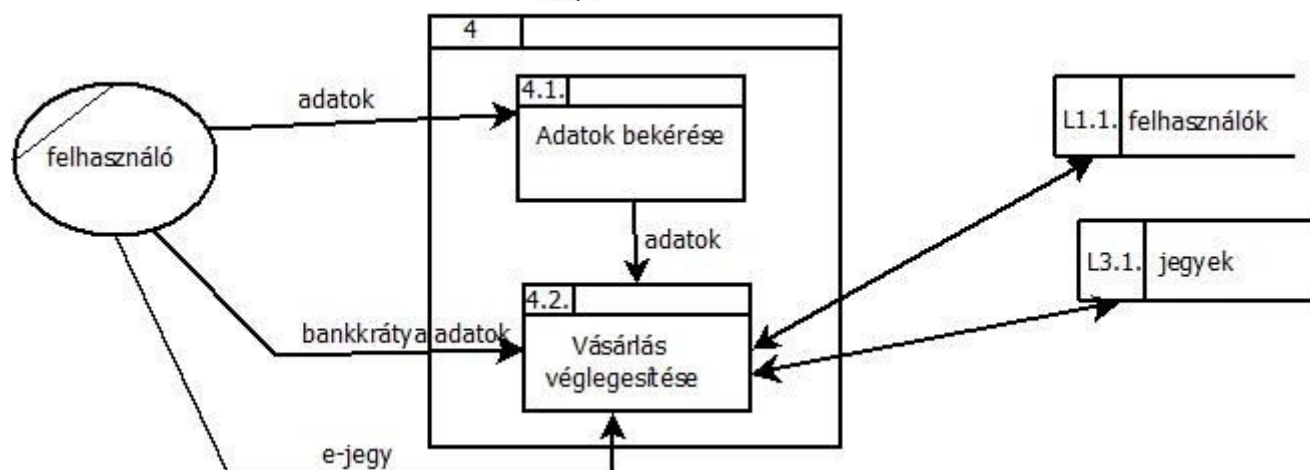 4
4.1.
adatok
Adatok bekérése
felhasználó
L1.1. felhasználók
adatok
L3.1. jegyek
4.2.
bankkrátya adatok
Vásárlás
véglegesítése
e-jegy